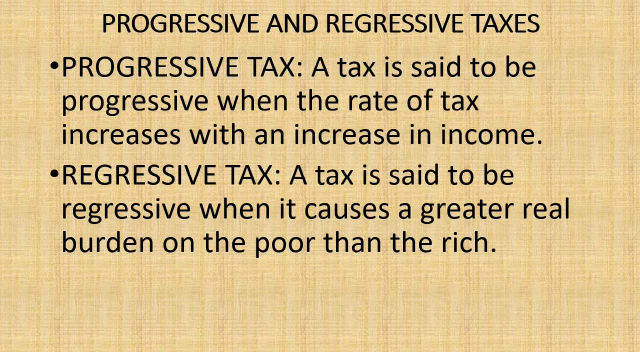 PROGRESSIVE AND REGRESSIVE TAXES
•PROGRESSIVE TAX: A tax is said to be
progressive when the rate of tax
increases with an increase in income.
•REGRESSIVE TAX: A tax is said to be
regressive when it causes a greater real
burden on the poor than the rich.